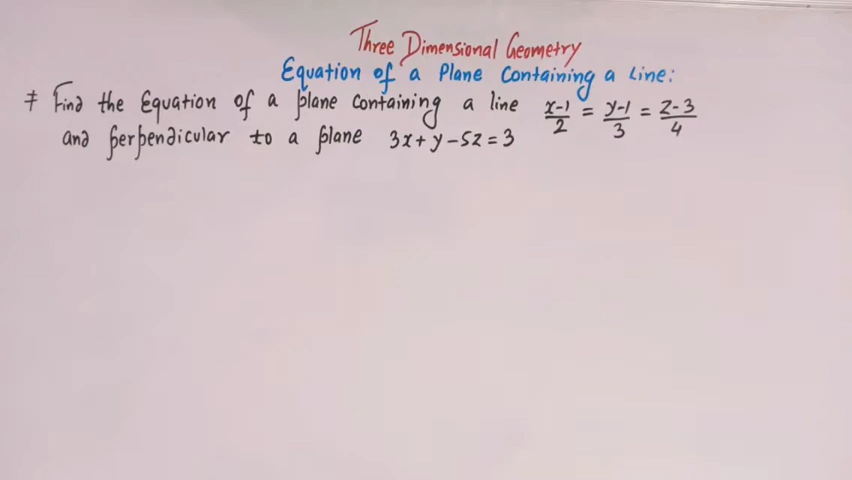 Three Dimensional Geometry
Equation of a Plane Containing a Line:
# Find the Equation of a plane containing a line x-1/2 = y-1/3 = z-3/4
and perpendicular to a plane 3x+y-5z=3